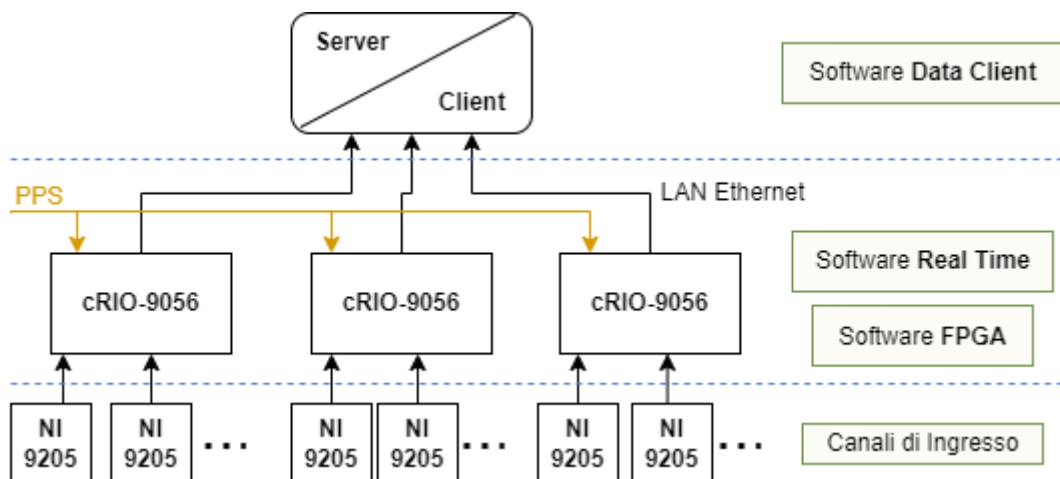 Server
Client
Software Data Client
PPS
LAN Ethernet
cRIO-9056
cRIO-9056
cRIO-9056
Software Real Time
Software FPGA
NI
9205
NI
9205
...
NI
9205
NI
9205
...
NI
9205
NI
9205
...
Canali di Ingresso